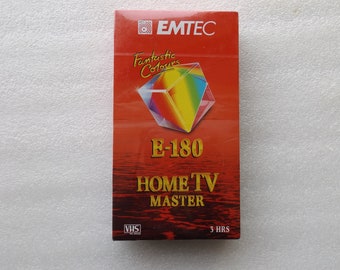 EMTEC
Fantastic
Colours
E-180
HOME TV
MASTER
VHS
3 HRS